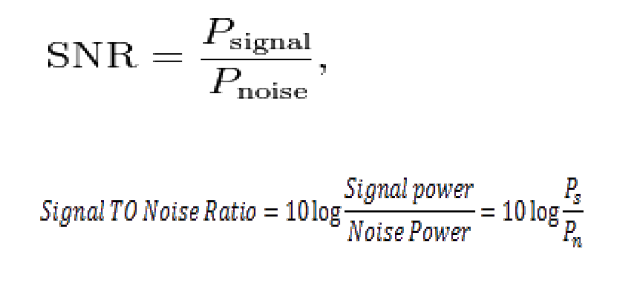 SNR = P_signal / P_noise,
Signal TO Noise Ratio = 10 log Signal power / Noise Power = 10 log P_s / P_n